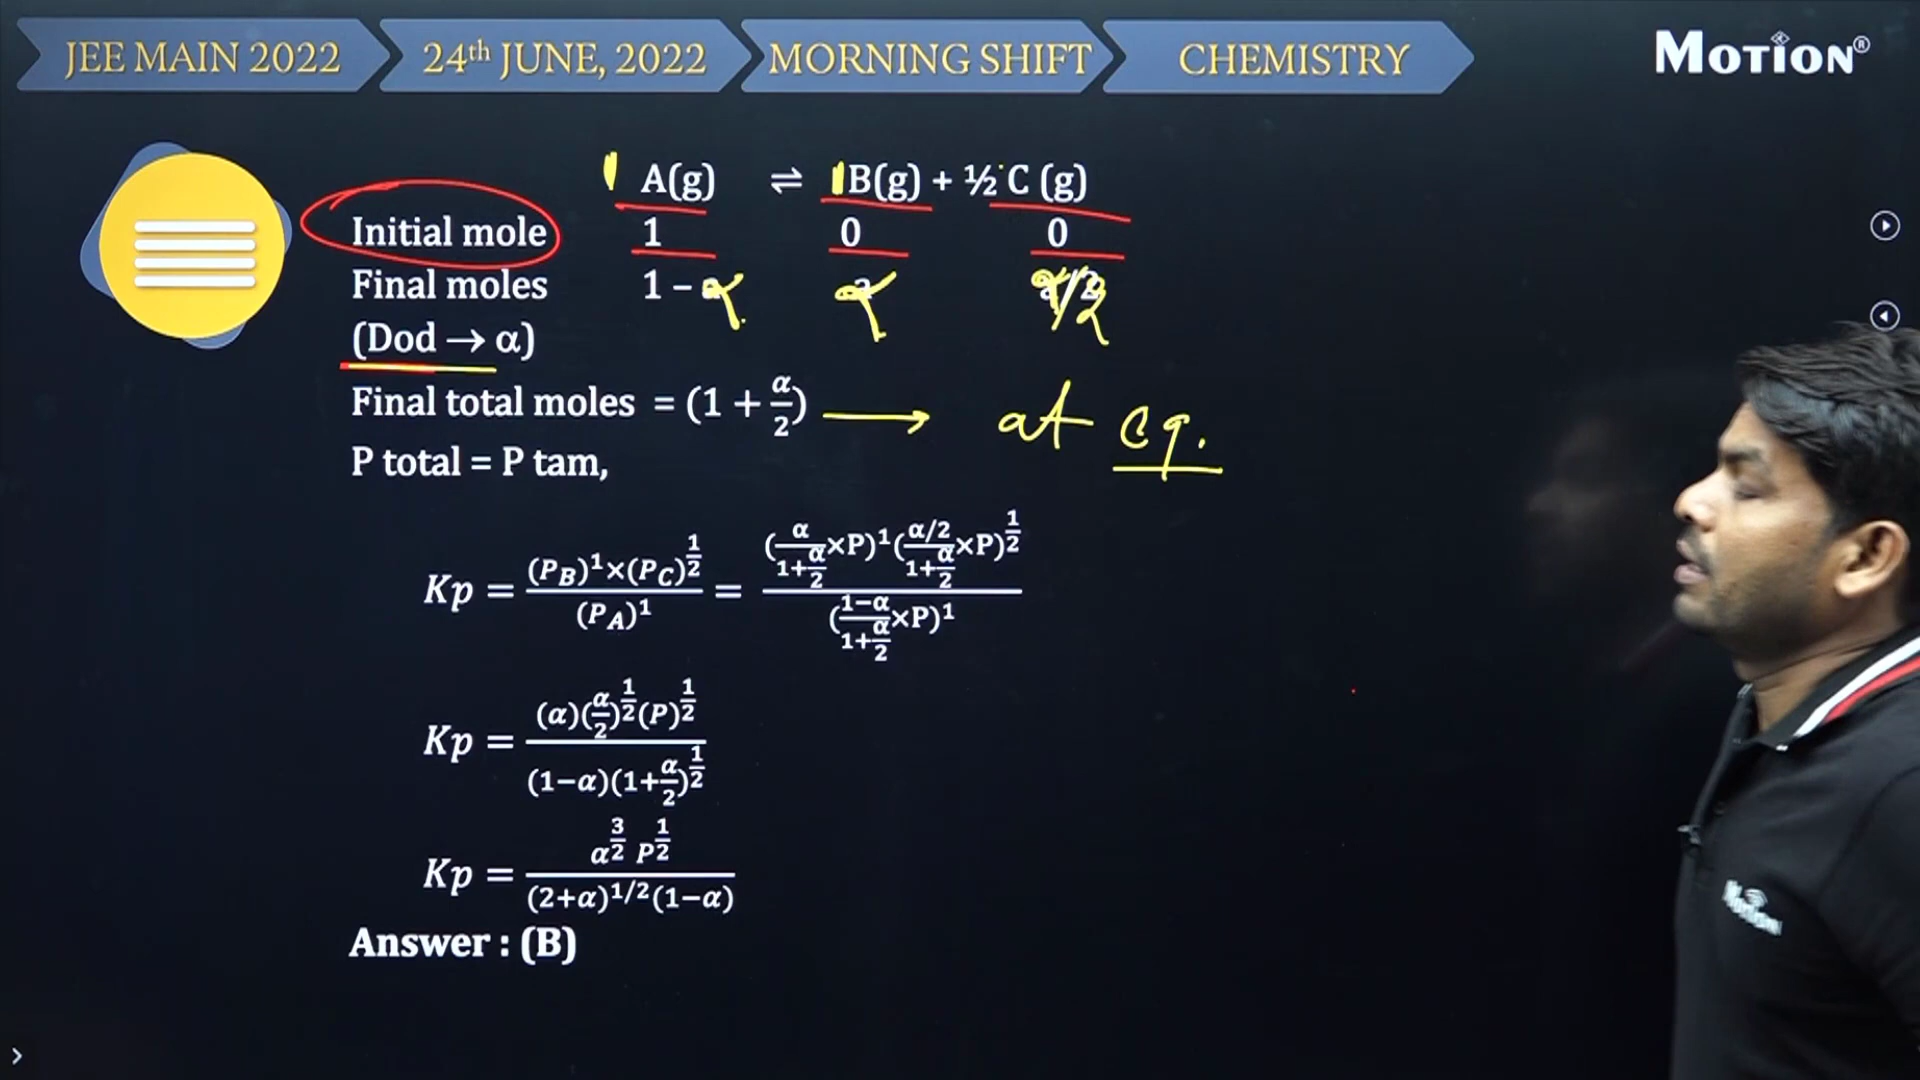 JEE MAIN 2022 24th JUNE, 2022 MORNING SHIFT CHEMISTRY MOTION®
1 A(g) ⇌ 1B(g) + ½ C (g)
Initial mole 1 0 0
Final moles 1 − α α α/2
(Dod → α)
Final total moles = (1 + α/2) ⟶ at eq.
P total = P tam,
Kp = (P_B)^1×(P_C)^(1/2) / (P_A)^1 = (α/(1+α/2)×P)^1((α/2)/(1+α/2)×P)^(1/2) / ((1−α)/(1+α/2)×P)^1
Kp = (α)(α/2)^(1/2)(P)^(1/2) / (1−α)(1+α/2)^(1/2)
Kp = α^(3/2) P^(1/2) / (2+α)^1/2(1−α)
Answer : (B)
Motion